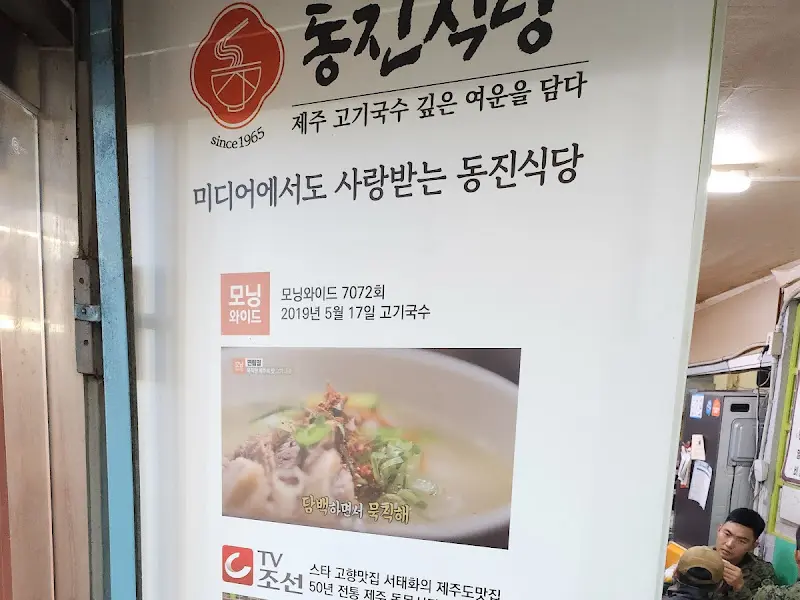 동진식당
since1965
제주 고기국수 깊은 여운을 담다
미디어에서도 사랑받는 동진식당
모닝
와이드
모닝와이드 7072회
2019년 5월 17일 고기국수
담백하면서 묵직해
TV
조선
스타 고향맛집 서태화의 제주도맛집
50년 전통 제주